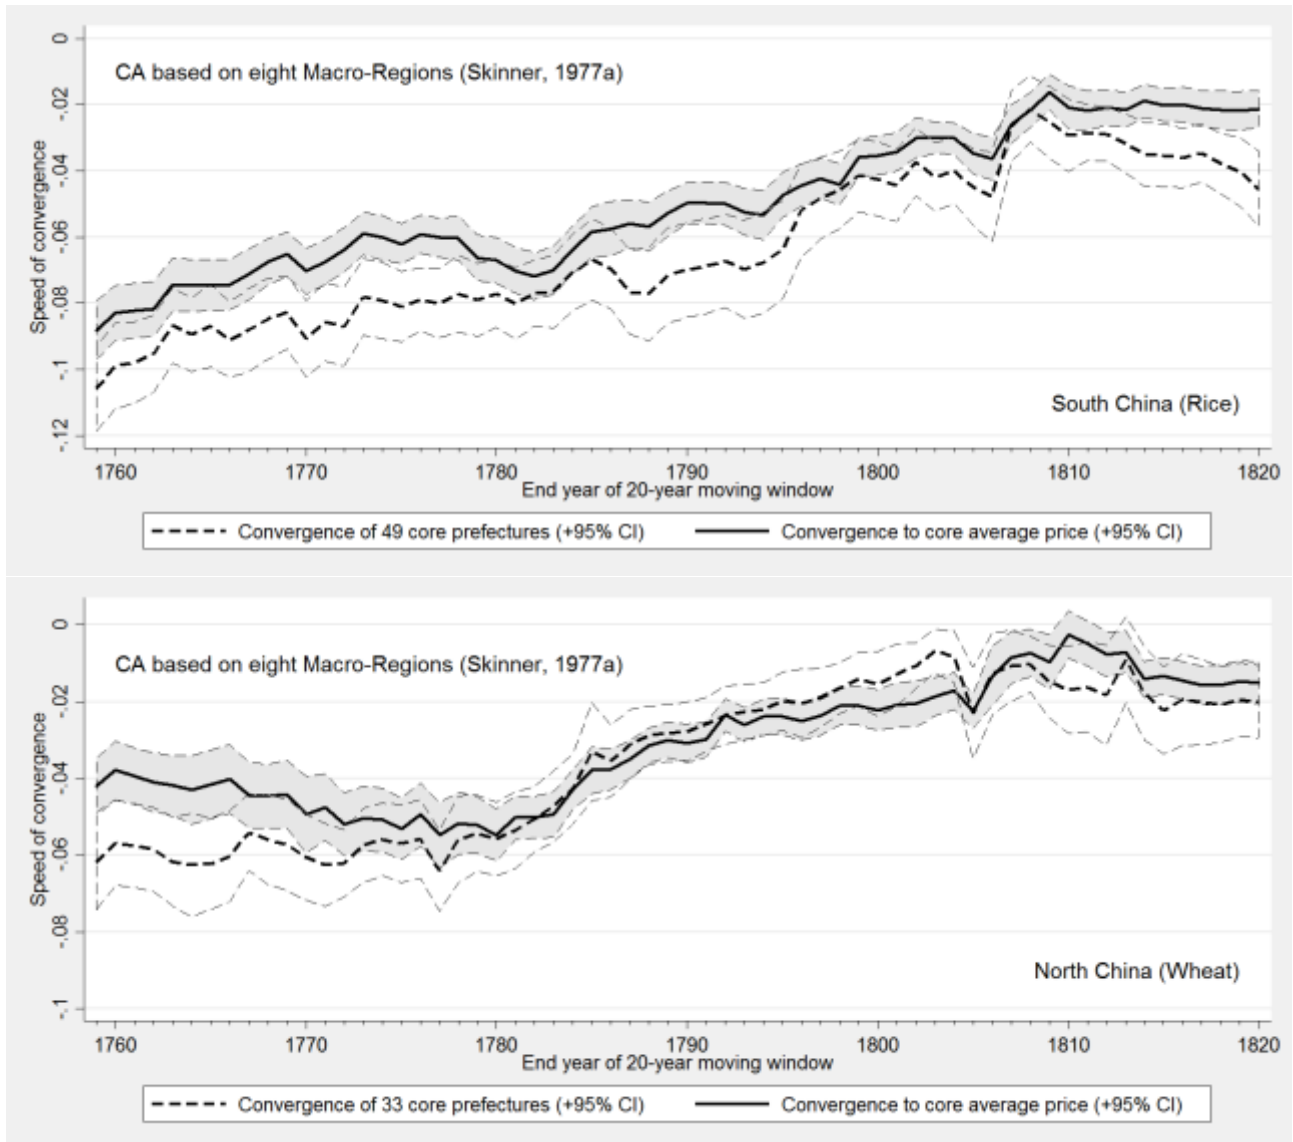 CA based on eight Macro-Regions (Skinner, 1977a)
Speed of convergence
0
-.02
-.04
-.06
-.08
-.1
-.12
South China (Rice)
1760 1770 1780 1790 1800 1810 1820
End year of 20-year moving window
Convergence of 49 core prefectures (+95% CI) Convergence to core average price (+95% CI)
CA based on eight Macro-Regions (Skinner, 1977a)
Speed of convergence
0
-.02
-.04
-.06
-.08
-.1
North China (Wheat)
1760 1770 1780 1790 1800 1810 1820
End year of 20-year moving window
Convergence of 33 core prefectures (+95% CI) Convergence to core average price (+95% CI)